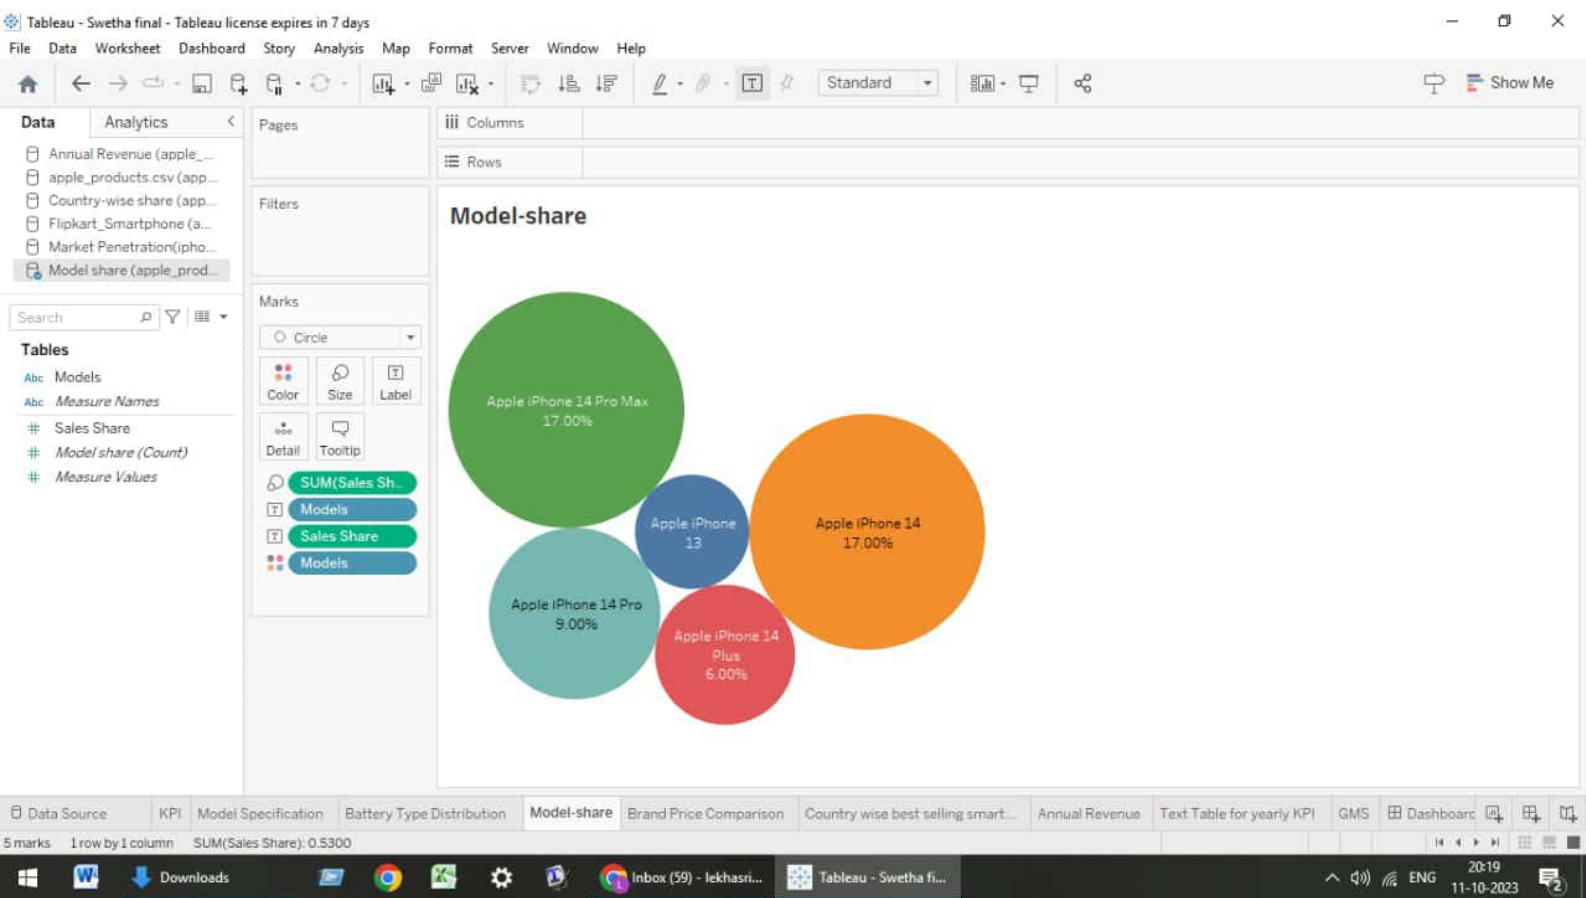 Tableau - Swetha final - Tableau license expires in 7 days
File Data Worksheet Dashboard Story Analysis Map Format Server Window Help
Standard
Show Me
Data Analytics
Pages
Columns
Rows
Annual Revenue (apple_...
apple_products.csv (app...
Country-wise share (app...
Flipkart_Smartphone (a...
Market Penetration(ipho...
Model share (apple_prod...
Filters
Model-share
Search
Tables
Abc Models
Abc Measure Names
# Sales Share
# Model share (Count)
# Measure Values
Marks
Circle
Color Size Label
Detail Tooltip
SUM(Sales Sh..
Models
Sales Share
Models
Apple iPhone 14 Pro Max
17.00%
Apple iPhone
13
Apple iPhone 14
17.00%
Apple iPhone 14 Pro
9.00%
Apple iPhone 14
Plus
6.00%
Data Source KPI Model Specification Battery Type Distribution Model-share Brand Price Comparison Country wise best selling smart... Annual Revenue Text Table for yearly KPI GMS Dashboard
5 marks 1 row by 1 column SUM(Sales Share): 0.5300
Downloads
Inbox (59) - lekhasri...
Tableau - Swetha fi...
ENG
20:19
11-10-2023
2